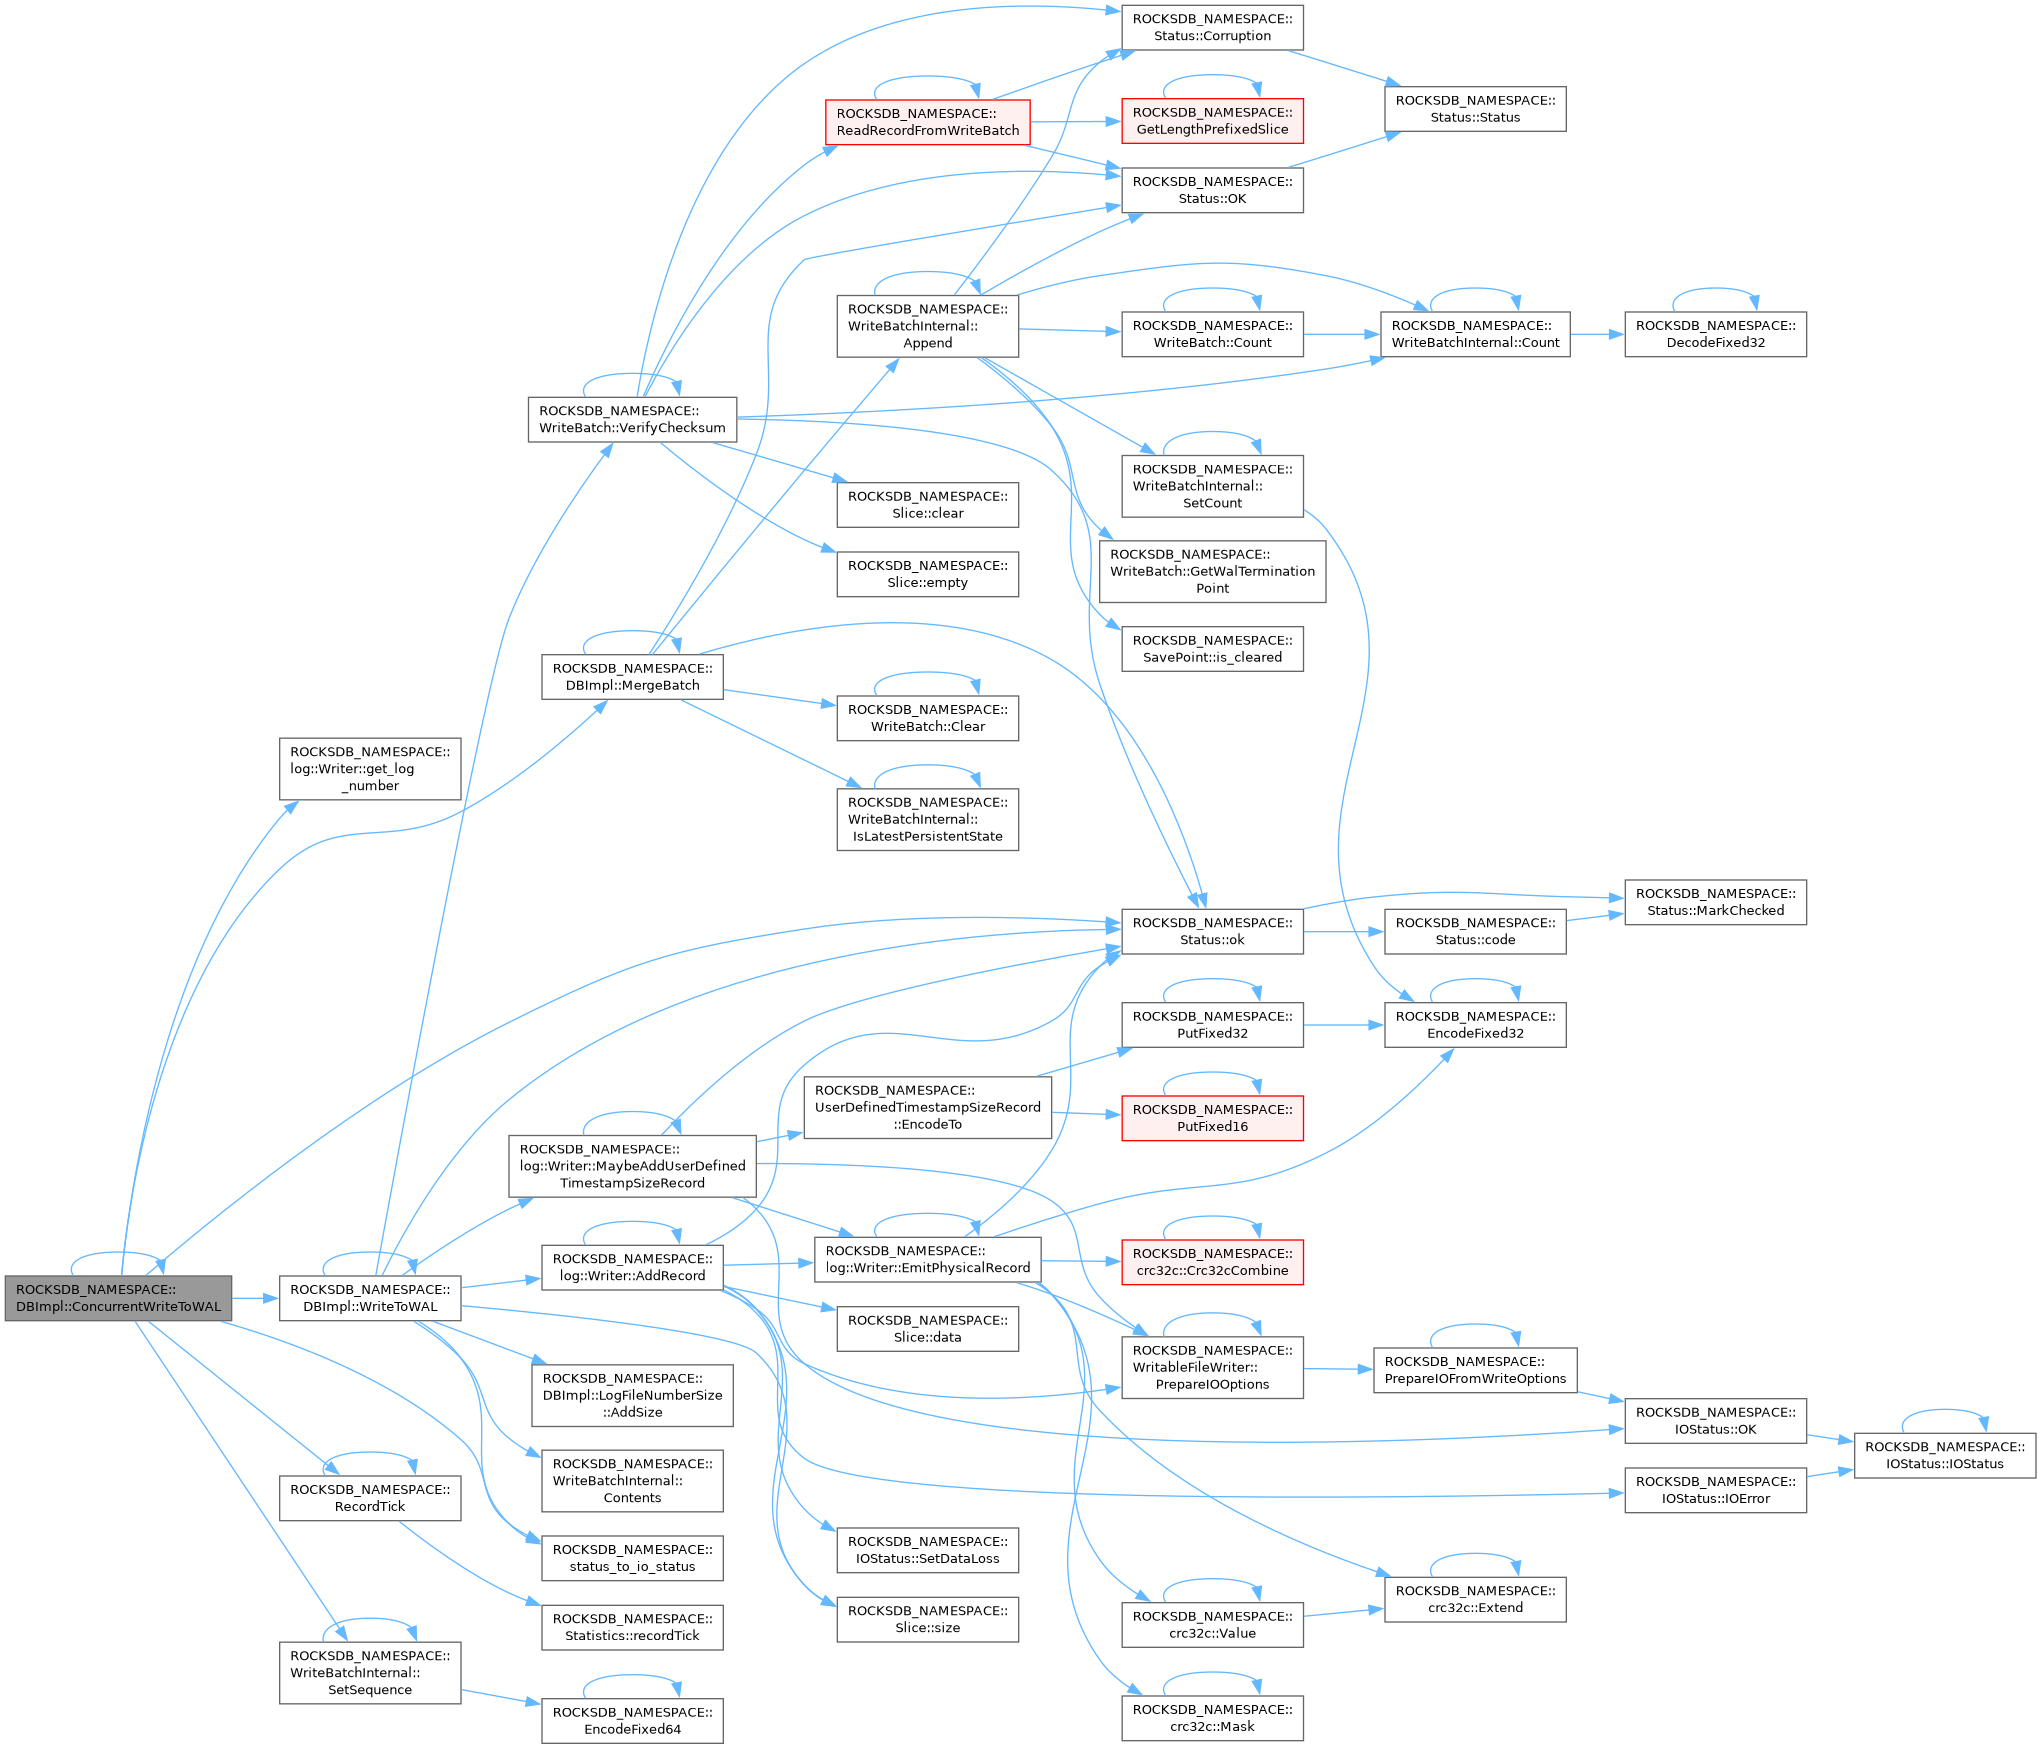 ROCKSDB_NAMESPACE::
Status::Corruption
ROCKSDB_NAMESPACE::
Status::Status
ROCKSDB_NAMESPACE::
ReadRecordFromWriteBatch
ROCKSDB_NAMESPACE::
GetLengthPrefixedSlice
ROCKSDB_NAMESPACE::
Status::OK
ROCKSDB_NAMESPACE::
WriteBatchInternal::
Append
ROCKSDB_NAMESPACE::
WriteBatch::Count
ROCKSDB_NAMESPACE::
WriteBatchInternal::Count
ROCKSDB_NAMESPACE::
DecodeFixed32
ROCKSDB_NAMESPACE::
WriteBatch::VerifyChecksum
ROCKSDB_NAMESPACE::
WriteBatchInternal::
SetCount
ROCKSDB_NAMESPACE::
Slice::clear
ROCKSDB_NAMESPACE::
Slice::empty
ROCKSDB_NAMESPACE::
WriteBatch::GetWalTermination
Point
ROCKSDB_NAMESPACE::
SavePoint::is_cleared
ROCKSDB_NAMESPACE::
DBImpl::MergeBatch
ROCKSDB_NAMESPACE::
WriteBatch::Clear
ROCKSDB_NAMESPACE::
log::Writer::get_log
_number
ROCKSDB_NAMESPACE::
WriteBatchInternal::
IsLatestPersistentState
ROCKSDB_NAMESPACE::
Status::ok
ROCKSDB_NAMESPACE::
Status::code
ROCKSDB_NAMESPACE::
Status::MarkChecked
ROCKSDB_NAMESPACE::
PutFixed32
ROCKSDB_NAMESPACE::
EncodeFixed32
ROCKSDB_NAMESPACE::
UserDefinedTimestampSizeRecord
::EncodeTo
ROCKSDB_NAMESPACE::
PutFixed16
ROCKSDB_NAMESPACE::
log::Writer::MaybeAddUserDefined
TimestampSizeRecord
ROCKSDB_NAMESPACE::
DBImpl::ConcurrentWriteToWAL
ROCKSDB_NAMESPACE::
DBImpl::WriteToWAL
ROCKSDB_NAMESPACE::
log::Writer::AddRecord
ROCKSDB_NAMESPACE::
log::Writer::EmitPhysicalRecord
ROCKSDB_NAMESPACE::
crc32c::Crc32cCombine
ROCKSDB_NAMESPACE::
Slice::data
ROCKSDB_NAMESPACE::
WritableFileWriter::
PrepareIOOptions
ROCKSDB_NAMESPACE::
PrepareIOFromWriteOptions
ROCKSDB_NAMESPACE::
DBImpl::LogFileNumberSize
::AddSize
ROCKSDB_NAMESPACE::
IOStatus::OK
ROCKSDB_NAMESPACE::
IOStatus::IOStatus
ROCKSDB_NAMESPACE::
WriteBatchInternal::
Contents
ROCKSDB_NAMESPACE::
IOStatus::IOError
ROCKSDB_NAMESPACE::
RecordTick
ROCKSDB_NAMESPACE::
IOStatus::SetDataLoss
ROCKSDB_NAMESPACE::
status_to_io_status
ROCKSDB_NAMESPACE::
crc32c::Extend
ROCKSDB_NAMESPACE::
Statistics::recordTick
ROCKSDB_NAMESPACE::
Slice::size
ROCKSDB_NAMESPACE::
crc32c::Value
ROCKSDB_NAMESPACE::
WriteBatchInternal::
SetSequence
ROCKSDB_NAMESPACE::
EncodeFixed64
ROCKSDB_NAMESPACE::
crc32c::Mask